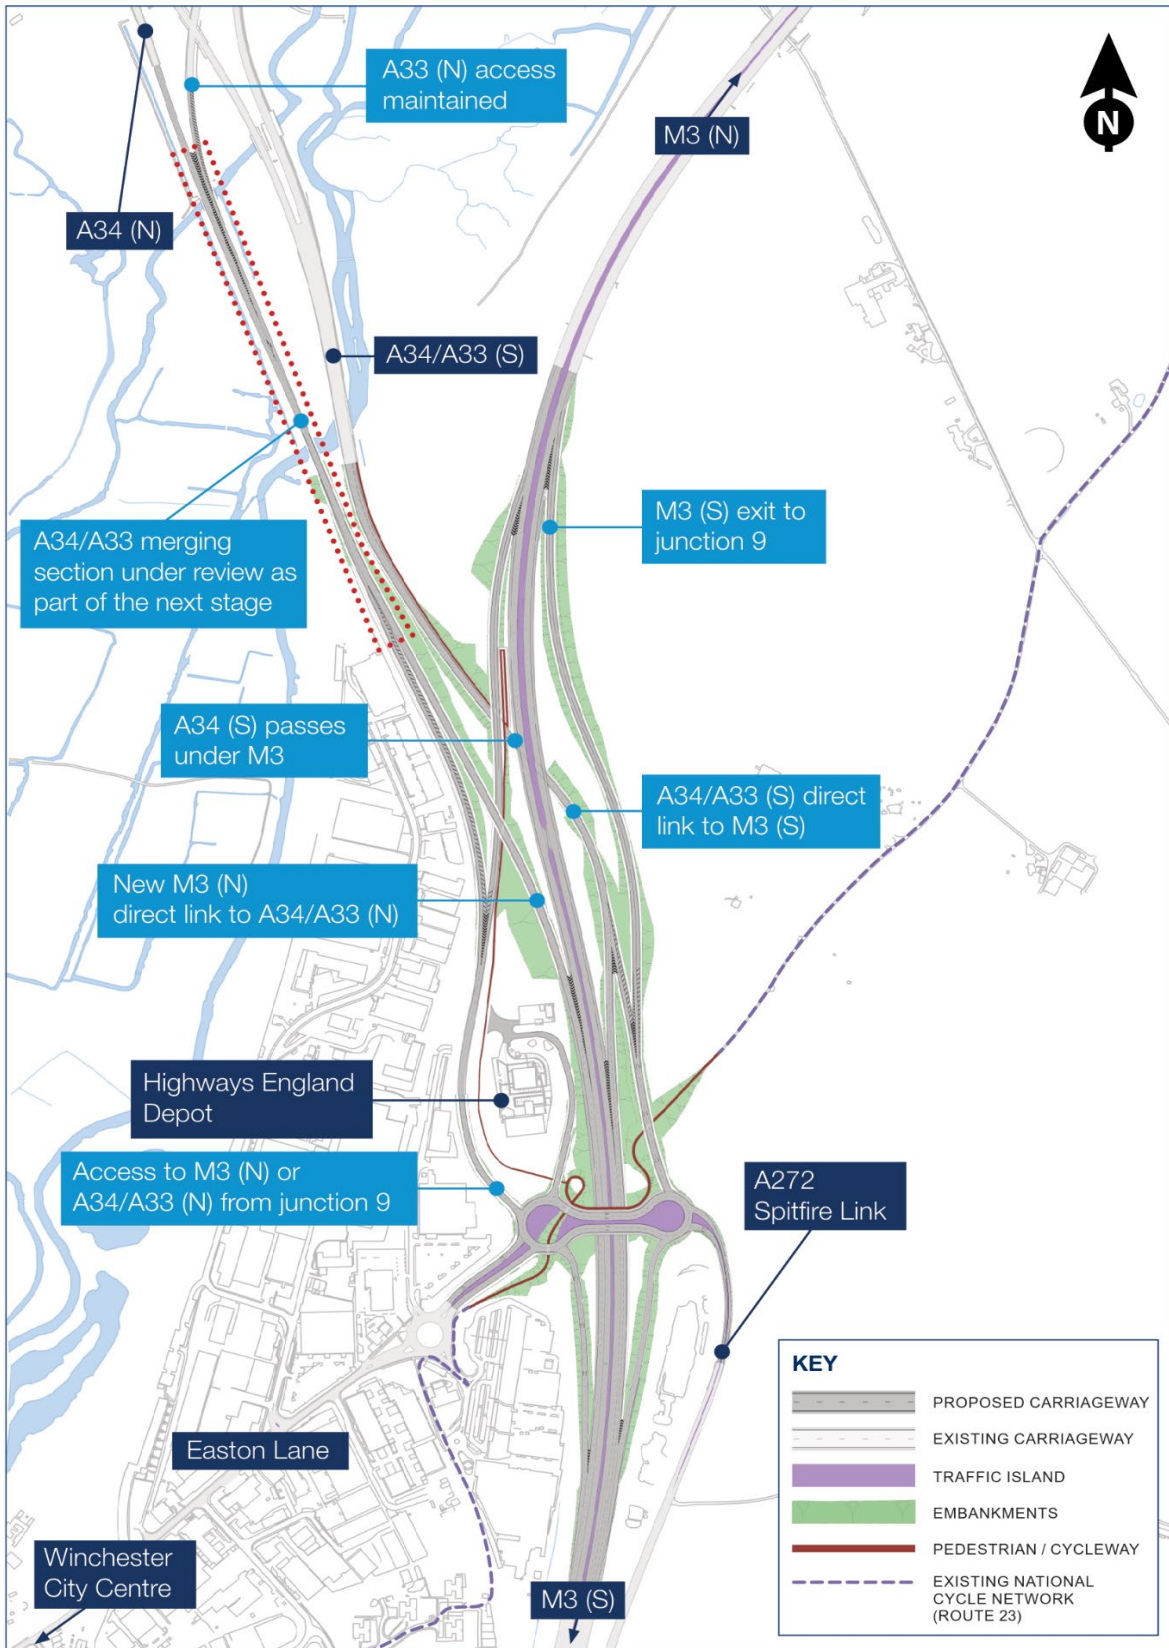 A33 (N) access
maintained
M3 (N)
N
A34 (N)
A34/A33 (S)
M3 (S) exit to
junction 9
A34/A33 merging
section under review as
part of the next stage
A34 (S) passes
under M3
A34/A33 (S) direct
link to M3 (S)
New M3 (N)
direct link to A34/A33 (N)
Highways England
Depot
Access to M3 (N) or
A34/A33 (N) from junction 9
A272
Spitfire Link
Easton Lane
Winchester
City Centre
M3 (S)
KEY
PROPOSED CARRIAGEWAY
EXISTING CARRIAGEWAY
TRAFFIC ISLAND
EMBANKMENTS
PEDESTRIAN / CYCLEWAY
EXISTING NATIONAL
CYCLE NETWORK
(ROUTE 23)